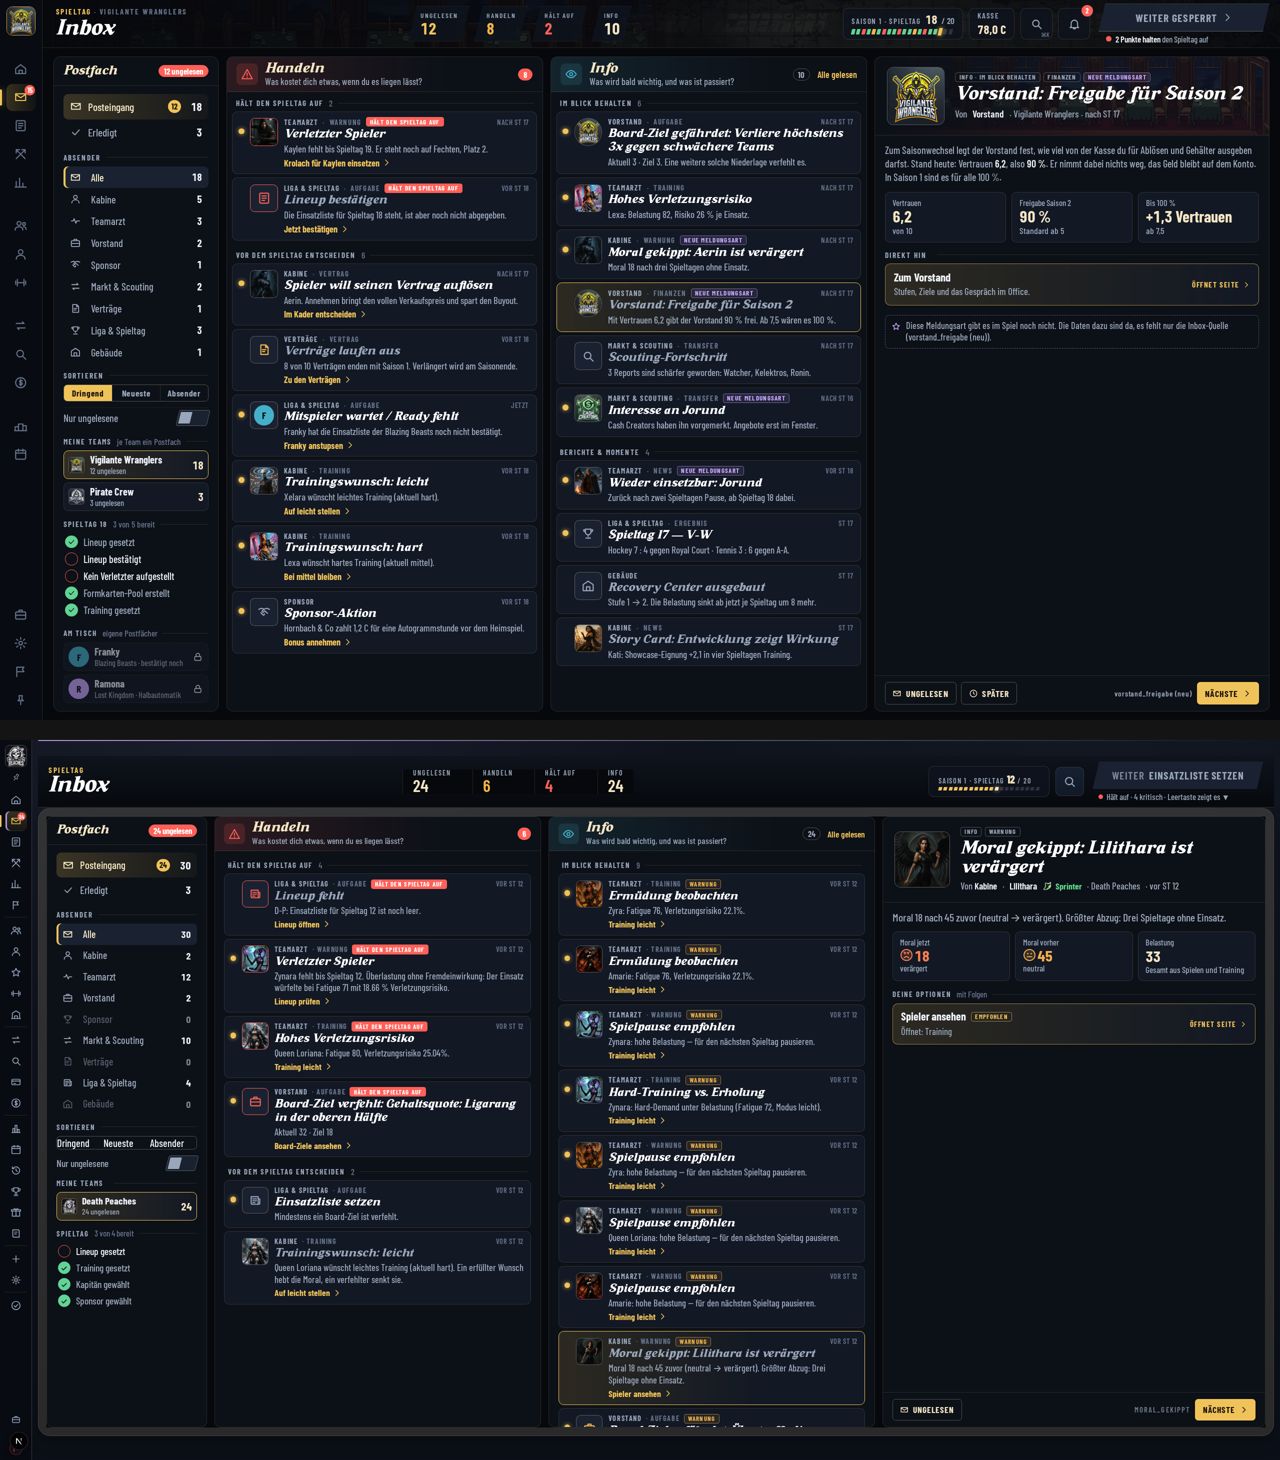 SPIELTAG · VIGILANTE WRANGLERS
Inbox
UNGELESEN
12
HANDELN
8
HÄLT AUF
2
INFO
10
SAISON 1 · SPIELTAG 18 / 20
KASSE
78,0 C
2
WEITER GESPERRT
2 Punkte halten den Spieltag auf
15
Postfach
12 ungelesen
Posteingang 12 18
Erledigt 3
ABSENDER
Alle 18
Kabine 5
Teamarzt 3
Vorstand 2
Sponsor 1
Markt & Scouting 2
Verträge 1
Liga & Spieltag 3
Gebäude 1
SORTIEREN
Dringend Neueste Absender
Nur ungelesene
MEINE TEAMS je Team ein Postfach
Vigilante Wranglers
12 ungelesen
18
Pirate Crew
3 ungelesen
3
SPIELTAG 18 3 von 5 bereit
Lineup gesetzt
Lineup bestätigt
Kein Verletzter aufgestellt
Formkarten-Pool erstellt
Training gesetzt
AM TISCH eigene Postfächer
F
Franky
Blazing Beasts · bestätigt noch
R
Ramona
Lost Kingdom · Halbautomatik
Handeln
Was kostet dich etwas, wenn du es liegen lässt?
8
HÄLT DEN SPIELTAG AUF 2
TEAMARZT · WARNUNG HÄLT DEN SPIELTAG AUF NACH ST 17
Verletzter Spieler
Kaylen fehlt bis Spieltag 19. Er steht noch auf Fechten, Platz 2.
Krolach für Kaylen einsetzen
LIGA & SPIELTAG · AUFGABE HÄLT DEN SPIELTAG AUF VOR ST 18
Lineup bestätigen
Die Einsatzliste für Spieltag 18 steht, ist aber noch nicht abgegeben.
Jetzt bestätigen
VOR DEM SPIELTAG ENTSCHEIDEN 6
KABINE · VERTRAG NACH ST 17
Spieler will seinen Vertrag auflösen
Aerin. Annehmen bringt den vollen Verkaufspreis und spart den Buyout.
Im Kader entscheiden
VERTRÄGE · VERTRAG VOR ST 18
Verträge laufen aus
8 von 10 Verträgen enden mit Saison 1. Verlängert wird am Saisonende.
Zu den Verträgen
F
LIGA & SPIELTAG · AUFGABE JETZT
Mitspieler wartet / Ready fehlt
Franky hat die Einsatzliste der Blazing Beasts noch nicht bestätigt.
Franky anstupsen
KABINE · TRAINING VOR ST 18
Trainingswunsch: leicht
Xelara wünscht leichtes Training (aktuell hart).
Auf leicht stellen
KABINE · TRAINING VOR ST 18
Trainingswunsch: hart
Lexa wünscht hartes Training (aktuell mittel).
Bei mittel bleiben
SPONSOR VOR ST 18
Sponsor-Aktion
Hornbach & Co zahlt 1,2 C für eine Autogrammstunde vor dem Heimspiel.
Bonus annehmen
Info
Was wird bald wichtig, und was ist passiert?
10 Alle gelesen
IM BLICK BEHALTEN 6
VORSTAND · AUFGABE NACH ST 17
Board-Ziel gefährdet: Verliere höchstens
3x gegen schwächere Teams
Aktuell 3 · Ziel 3. Eine weitere solche Niederlage verfehlt es.
TEAMARZT · TRAINING NACH ST 17
Hohes Verletzungsrisiko
Lexa: Belastung 82, Risiko 26 % je Einsatz.
KABINE · WARNUNG NEUE MELDUNGSART NACH ST 17
Moral gekippt: Aerin ist verärgert
Moral 18 nach drei Spieltagen ohne Einsatz.
VORSTAND · FINANZEN NEUE MELDUNGSART NACH ST 17
Vorstand: Freigabe für Saison 2
Mit Vertrauen 6,2 gibt der Vorstand 90 % frei. Ab 7,5 wären es 100 %.
MARKT & SCOUTING · TRANSFER NACH ST 17
Scouting-Fortschritt
3 Reports sind schärfer geworden: Watcher, Kelektros, Ronin.
MARKT & SCOUTING · TRANSFER NEUE MELDUNGSART NACH ST 16
Interesse an Jorund
Cash Creators haben ihn vorgemerkt. Angebote erst im Fenster.
BERICHTE & MOMENTE 4
TEAMARZT · NEWS NEUE MELDUNGSART VOR ST 18
Wieder einsetzbar: Jorund
Zurück nach zwei Spieltagen Pause, ab Spieltag 18 dabei.
LIGA & SPIELTAG · ERGEBNIS ST 17
Spieltag 17 — V-W
Hockey 7 : 4 gegen Royal Court · Tennis 3 : 6 gegen A-A.
GEBÄUDE ST 17
Recovery Center ausgebaut
Stufe 1 → 2. Die Belastung sinkt ab jetzt je Spieltag um 8 mehr.
KABINE · NEWS ST 17
Story Card: Entwicklung zeigt Wirkung
Kati: Showcase-Eignung +2,1 in vier Spieltagen Training.
VIGILANTE WRANGLERS
INFO · IM BLICK BEHALTEN FINANZEN NEUE MELDUNGSART
Vorstand: Freigabe für Saison 2
Von Vorstand · Vigilante Wranglers · nach ST 17
Zum Saisonwechsel legt der Vorstand fest, wie viel von der Kasse du für Ablösen und Gehälter ausgeben
darfst. Stand heute: Vertrauen 6,2, also 90 %. Er nimmt dabei nichts weg, das Geld bleibt auf dem Konto.
In Saison 1 sind es für alle 100 %.
Vertrauen
6,2
von 10
Freigabe Saison 2
90 %
Standard ab 5
Bis 100 %
+1,3 Vertrauen
ab 7,5
DIREKT HIN
Zum Vorstand
Stufen, Ziele und das Gespräch im Office.
ÖFFNET SEITE
Diese Meldungsart gibt es im Spiel noch nicht. Die Daten dazu sind da, es fehlt nur die Inbox-Quelle
(vorstand_freigabe (neu)).
UNGELESEN
SPÄTER
vorstand_freigabe (neu)
NÄCHSTE
SPIELTAG
Inbox
UNGELESEN
24
HANDELN
6
HÄLT AUF
4
INFO
24
SAISON 1 · SPIELTAG 12 / 20
WEITER EINSATZLISTE SETZEN
Hält auf · 4 kritisch · Leertaste zeigt es ▼
Postfach
24 ungelesen
Posteingang 24 30
Erledigt 3
ABSENDER
Alle 30
Kabine 2
Teamarzt 12
Vorstand 2
Sponsor 0
Markt & Scouting 10
Verträge 0
Liga & Spieltag 4
Gebäude 0
SORTIEREN
Dringend Neueste Absender
Nur ungelesene
MEINE TEAMS
Death Peaches
24 ungelesen
24
SPIELTAG 3 von 4 bereit
Lineup gesetzt
Training gesetzt
Kapitän gewählt
Sponsor gewählt
N
Handeln
Was kostet dich etwas, wenn du es liegen lässt?
6
HÄLT DEN SPIELTAG AUF 4
LIGA & SPIELTAG · AUFGABE HÄLT DEN SPIELTAG AUF VOR ST 12
Lineup fehlt
D-P: Einsatzliste für Spieltag 12 ist noch leer.
Lineup öffnen
TEAMARZT · WARNUNG HÄLT DEN SPIELTAG AUF VOR ST 12
Verletzter Spieler
Zynara fehlt bis Spieltag 12. Überlastung ohne Fremdeinwirkung: Der Einsatz
würfelte bei Fatigue 71 mit 18.66 % Verletzungsrisiko.
Lineup prüfen
TEAMARZT · TRAINING HÄLT DEN SPIELTAG AUF VOR ST 12
Hohes Verletzungsrisiko
Queen Loriana: Fatigue 80, Verletzungsrisiko 25.04%.
Training leicht
VORSTAND · AUFGABE HÄLT DEN SPIELTAG AUF VOR ST 12
Board-Ziel verfehlt: Gehaltsquote: Ligarang
in der oberen Hälfte
Aktuell 32 · Ziel 18
Board-Ziele ansehen
VOR DEM SPIELTAG ENTSCHEIDEN 2
LIGA & SPIELTAG · AUFGABE VOR ST 12
Einsatzliste setzen
Mindestens ein Board-Ziel ist verfehlt.
KABINE · TRAINING VOR ST 12
Trainingswunsch: leicht
Queen Loriana wünscht leichtes Training (aktuell hart). Ein erfüllter Wunsch
hebt die Moral, ein verfehlter senkt sie.
Auf leicht stellen
Info
Was wird bald wichtig, und was ist passiert?
24 Alle gelesen
IM BLICK BEHALTEN 9
TEAMARZT · TRAINING WARNUNG VOR ST 12
Ermüdung beobachten
Zyra: Fatigue 76, Verletzungsrisiko 22.1%.
Training leicht
TEAMARZT · TRAINING WARNUNG VOR ST 12
Ermüdung beobachten
Amarie: Fatigue 76, Verletzungsrisiko 22.1%.
Training leicht
TEAMARZT · TRAINING WARNUNG VOR ST 12
Spielpause empfohlen
Zynara: hohe Belastung – für den nächsten Spieltag pausieren.
Training leicht
TEAMARZT · TRAINING WARNUNG VOR ST 12
Hard-Training vs. Erholung
Zynara: Hard-Demand unter Belastung (Fatigue 72, Modus leicht).
Training leicht
TEAMARZT · WARNUNG WARNUNG VOR ST 12
Spielpause empfohlen
Zyra: hohe Belastung – für den nächsten Spieltag pausieren.
Training leicht
TEAMARZT · WARNUNG WARNUNG VOR ST 12
Spielpause empfohlen
Queen Loriana: hohe Belastung – für den nächsten Spieltag pausieren.
Training leicht
TEAMARZT · WARNUNG WARNUNG VOR ST 12
Spielpause empfohlen
Amarie: hohe Belastung – für den nächsten Spieltag pausieren.
Training leicht
KABINE · WARNUNG WARNUNG VOR ST 12
Moral gekippt: Lilithara ist verärgert
Moral 18 nach 45 zuvor (neutral → verärgert). Größter Abzug: Drei
Spieltage ohne Einsatz.
Spieler ansehen
VORSTAND · AUFGABE WARNUNG VOR ST 12
INFO WARNUNG
Moral gekippt: Lilithara ist
verärgert
Von Kabine · Lilithara Sprinter · Death Peaches · vor ST 12
Moral 18 nach 45 zuvor (neutral → verärgert). Größter Abzug: Drei Spieltage ohne Einsatz.
Moral jetzt
18
verärgert
Moral vorher
45
neutral
Belastung
33
Gesamt aus Spielen und Training
DEINE OPTIONEN mit Folgen
Spieler ansehen EMPFOHLEN
Öffnet: Training
ÖFFNET SEITE
UNGELESEN
MORAL_GEKIPPT
NÄCHSTE